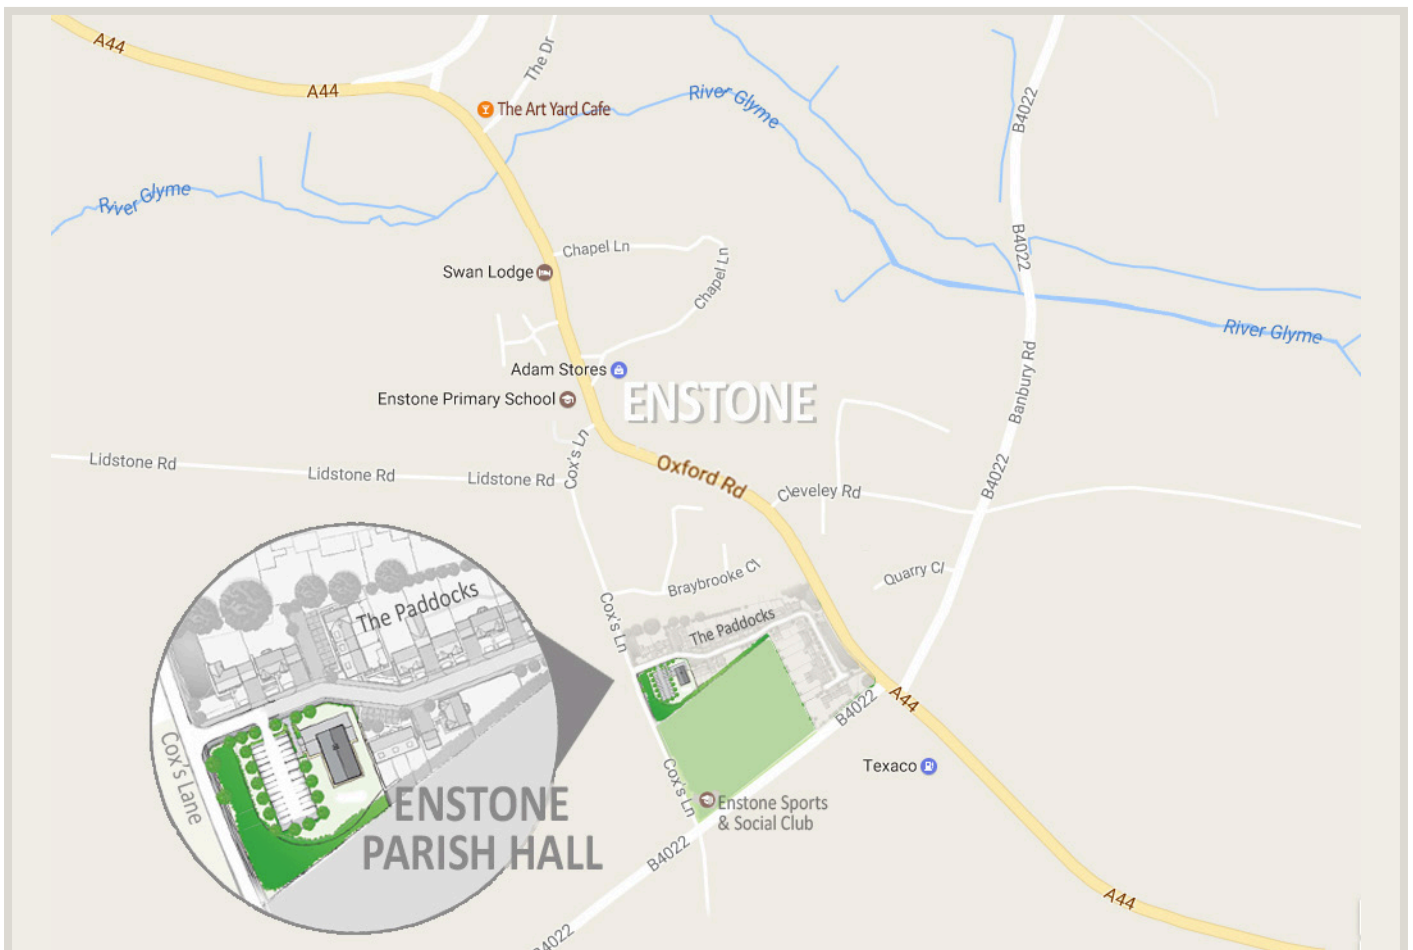 A44
A44
The Dr
The Art Yard Cafe
River Glyme
B4022
River Glyme
Chapel Ln
B4022
Swan Lodge
Chapel Ln
River Glyme
Adam Stores
Banbury Rd
Enstone Primary School
ENSTONE
Cox's Ln
Lidstone Rd
Lidstone Rd
Lidstone Rd
Oxford Rd
B4022
Cleveley Rd
Braybrooke Cl
Quarry Cl
The Paddocks
Cox's Ln
The Paddocks
A44
B4022
Cox's Lane
Texaco
Cox's Ln
Enstone Sports
& Social Club
ENSTONE
PARISH HALL
B4022
A44
B4022